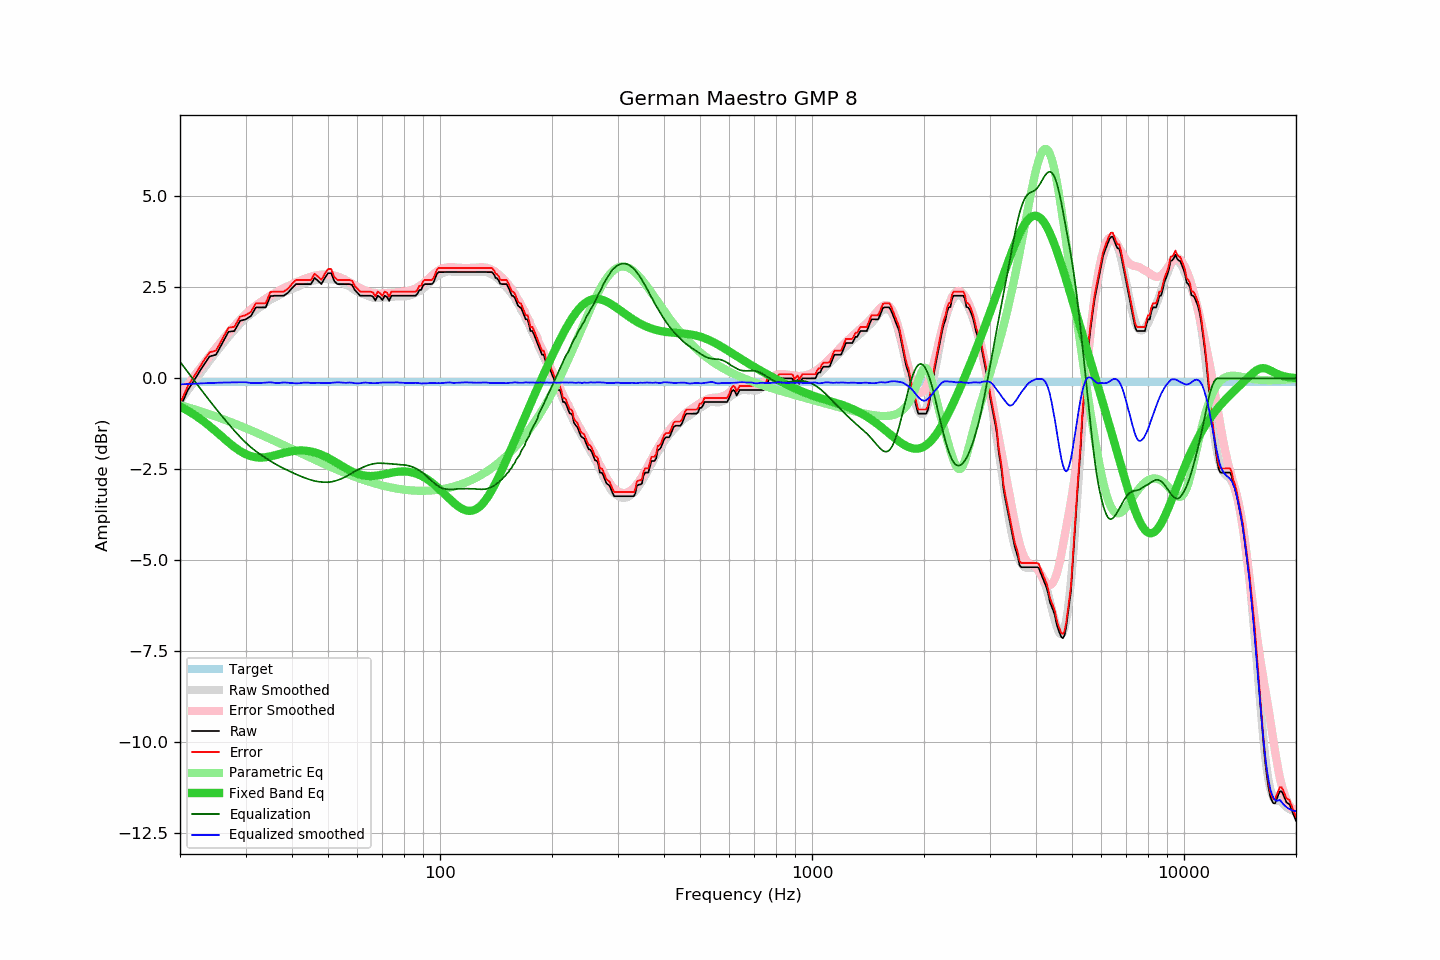 German Maestro GMP 8
Amplitude (dBr)
5.0
2.5
0.0
−2.5
−5.0
−7.5
−10.0
−12.5
Target
Raw Smoothed
Error Smoothed
Raw
Error
Parametric Eq
Fixed Band Eq
Equalization
Equalized smoothed
100
1000
10000
Frequency (Hz)